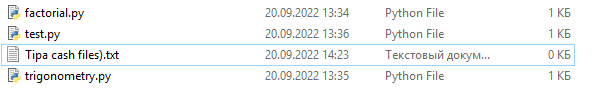 factorial.py 20.09.2022 13:34 Python File 1 КБ
test.py 20.09.2022 13:36 Python File 1 КБ
Tipa cash files).txt 20.09.2022 14:23 Текстовый докум... 0 КБ
trigonometry.py 20.09.2022 13:35 Python File 1 КБ